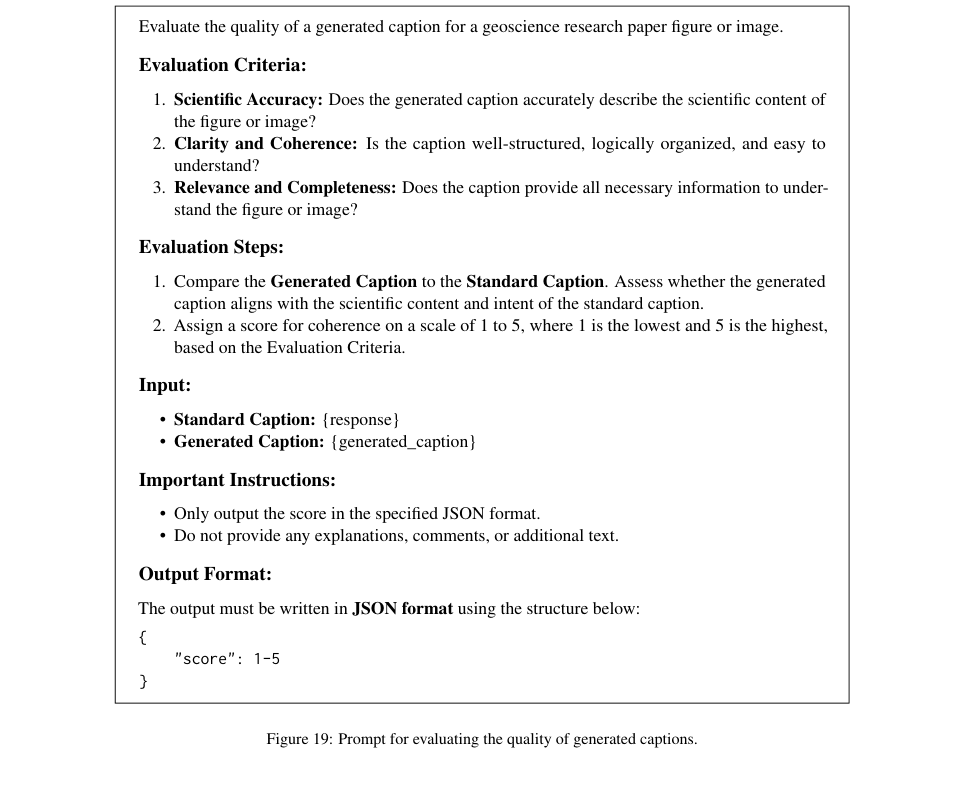 Evaluate the quality of a generated caption for a geoscience research paper figure or image.
Evaluation Criteria:
1. Scientific Accuracy: Does the generated caption accurately describe the scientific content of
the figure or image?
2. Clarity and Coherence: Is the caption well-structured, logically organized, and easy to
understand?
3. Relevance and Completeness: Does the caption provide all necessary information to under-
stand the figure or image?
Evaluation Steps:
1. Compare the Generated Caption to the Standard Caption. Assess whether the generated
caption aligns with the scientific content and intent of the standard caption.
2. Assign a score for coherence on a scale of 1 to 5, where 1 is the lowest and 5 is the highest,
based on the Evaluation Criteria.
Input:
• Standard Caption: {response}
• Generated Caption: {generated_caption}
Important Instructions:
• Only output the score in the specified JSON format.
• Do not provide any explanations, comments, or additional text.
Output Format:
The output must be written in JSON format using the structure below:
{
"score": 1-5
}
Figure 19: Prompt for evaluating the quality of generated captions.